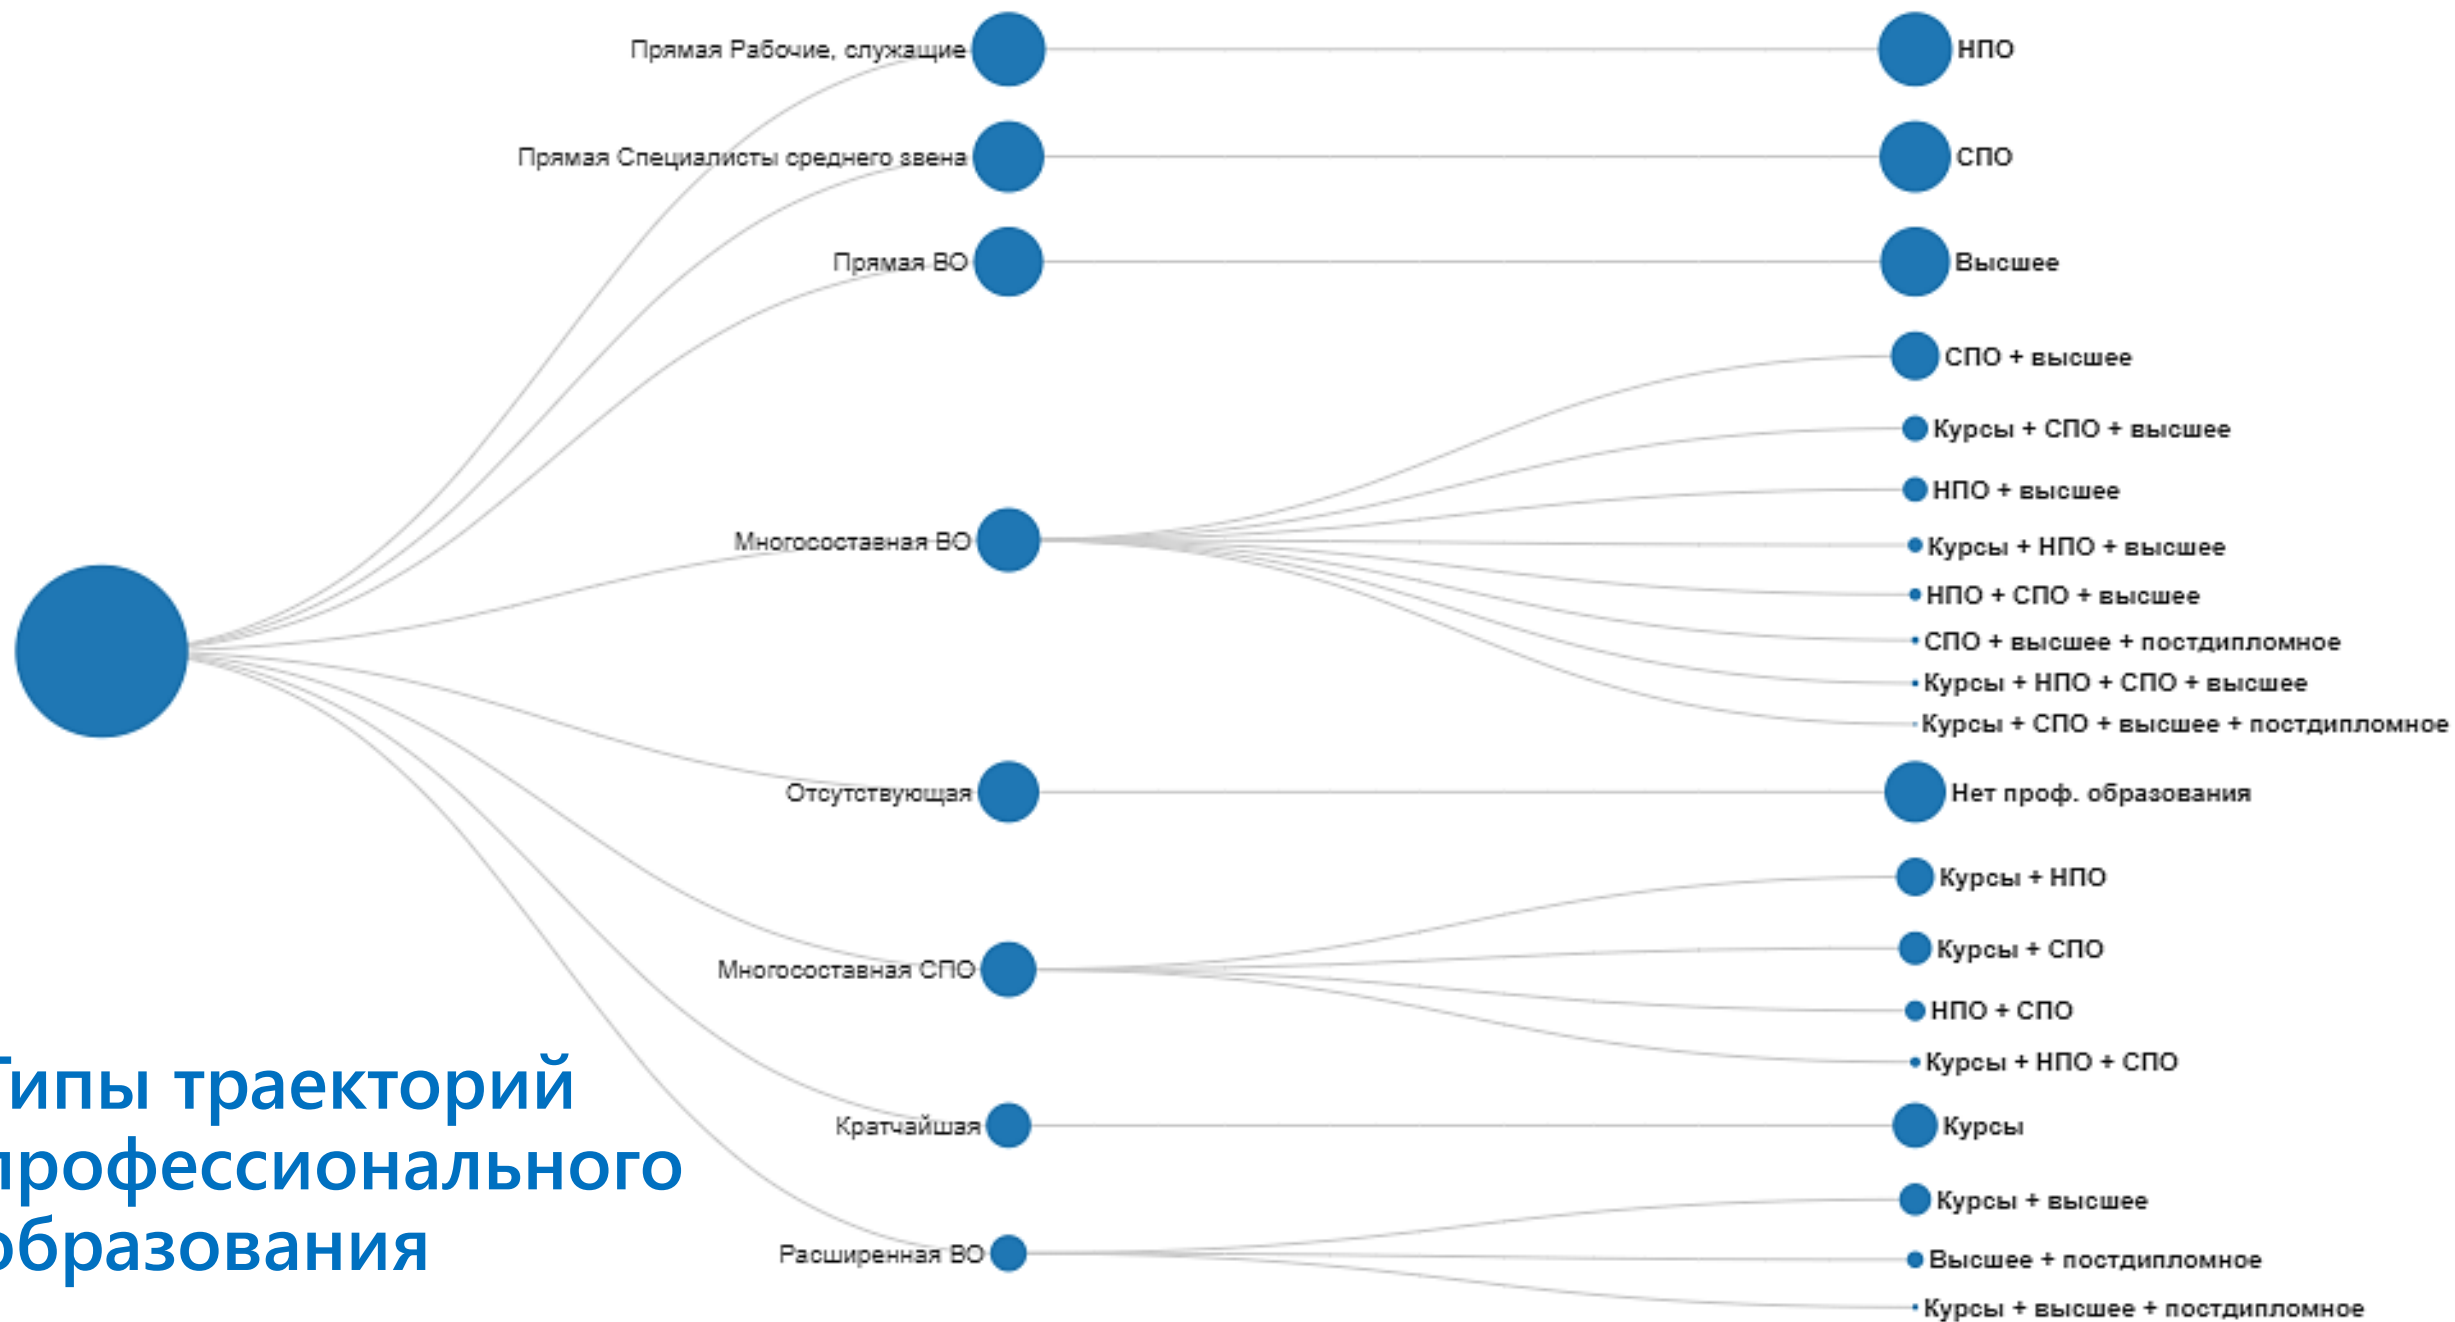 Прямая Рабочие, служащие
НПО
Прямая Специалисты среднего звена
СПО
Прямая ВО
Высшее
СПО + высшее
Курсы + СПО + высшее
НПО + высшее
Многосоставная ВО
Курсы + НПО + высшее
НПО + СПО + высшее
СПО + высшее + постдипломное
Курсы + НПО + СПО + высшее
Курсы + СПО + высшее + постдипломное
Отсутствующая
Нет проф. образования
Курсы + НПО
Курсы + СПО
Многосоставная СПО
НПО + СПО
Курсы + НПО + СПО
Кратчайшая
Курсы
Курсы + высшее
Расширенная ВО
Высшее + постдипломное
Курсы + высшее + постдипломное
Типы траекторий
профессионального
образования